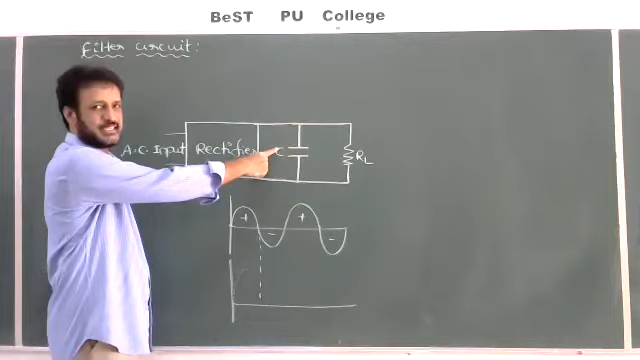 BeST PU College
Filter circuit:
A.C. Input Rectifier C RL
+ +
- -